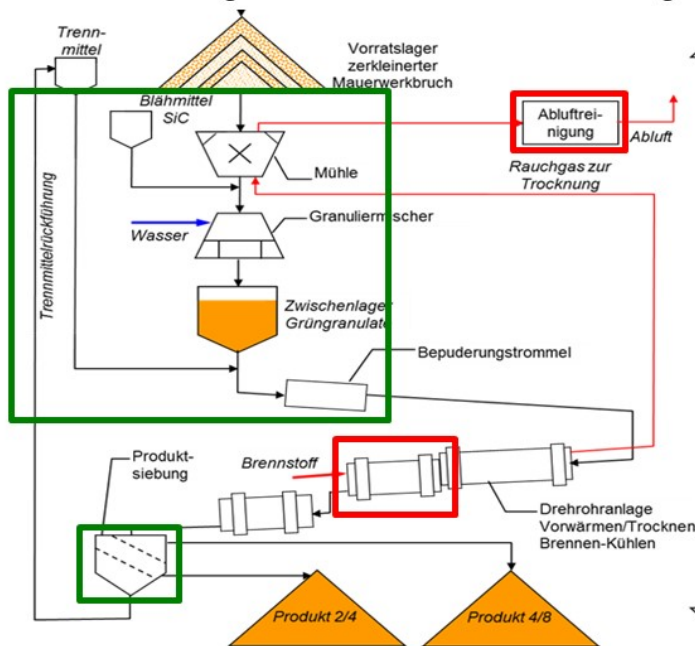 Trenn-
mittel
Vorratslager
zerkleinerter
Mauerwerkbruch
Blähmittel
SiC
Abluftrei-
nigung
Abluft
Mühle
Rauchgas zur
Trocknung
Wasser
Granuliermischer
Trennmittelrückführung
Zwischenlager
Grüngranulate
Bepuderungstrommel
Produkt-
siebung
Brennstoff
Drehrohranlage
Vorwärmen/Trocknen
Brennen-Kühlen
Produkt 2/4
Produkt 4/8